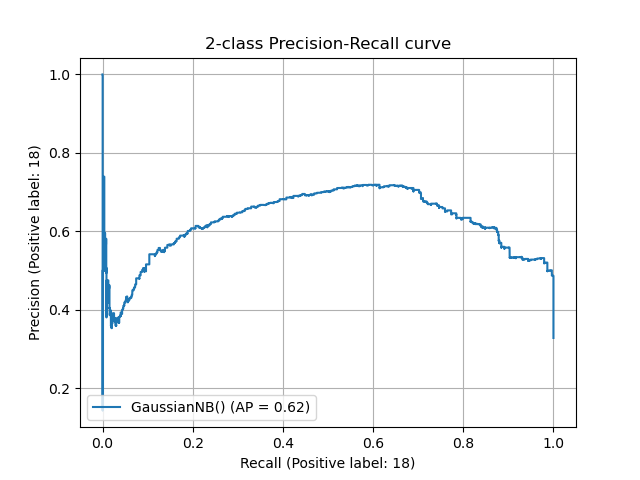 2-class Precision-Recall curve
Precision (Positive label: 18)
1.0
0.8
0.6
0.4
0.2
GaussianNB() (AP = 0.62)
0.0 0.2 0.4 0.6 0.8 1.0
Recall (Positive label: 18)